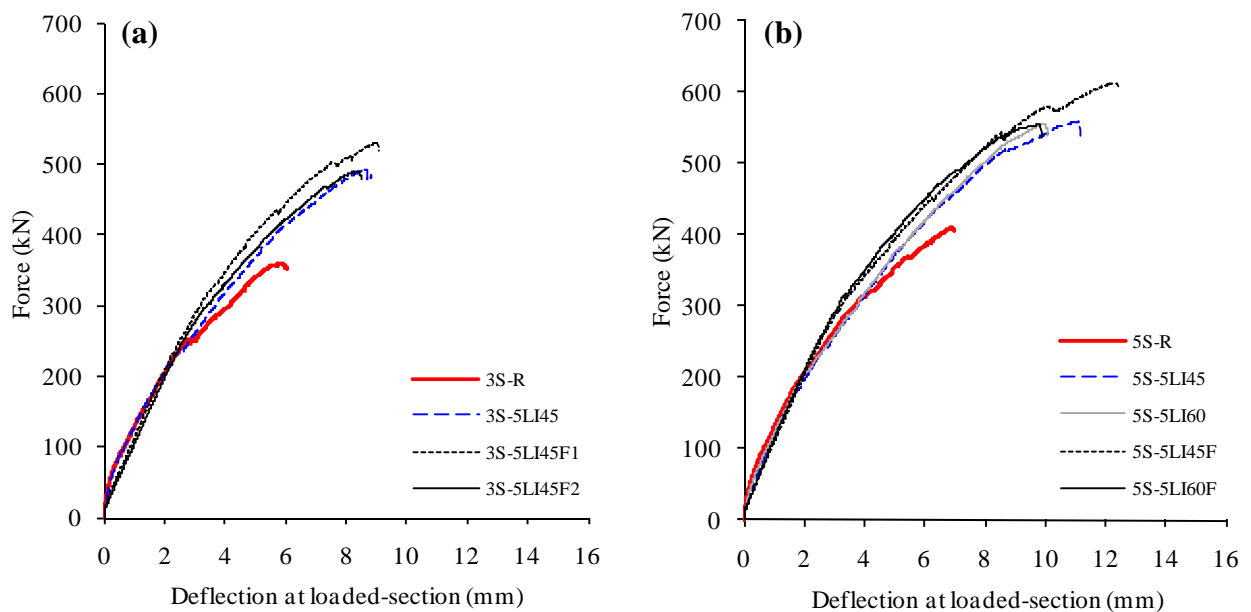 (a)
700
600
500
400
300
200
100
0
Force (kN)
0 2 4 6 8 10 12 14 16
Deflection at loaded-section (mm)
3S-R
3S-5LI45
3S-5LI45F1
3S-5LI45F2
(b)
700
600
500
400
300
200
100
0
Force (kN)
0 2 4 6 8 10 12 14 16
Deflection at loaded-section (mm)
5S-R
5S-5LI45
5S-5LI60
5S-5LI45F
5S-5LI60F